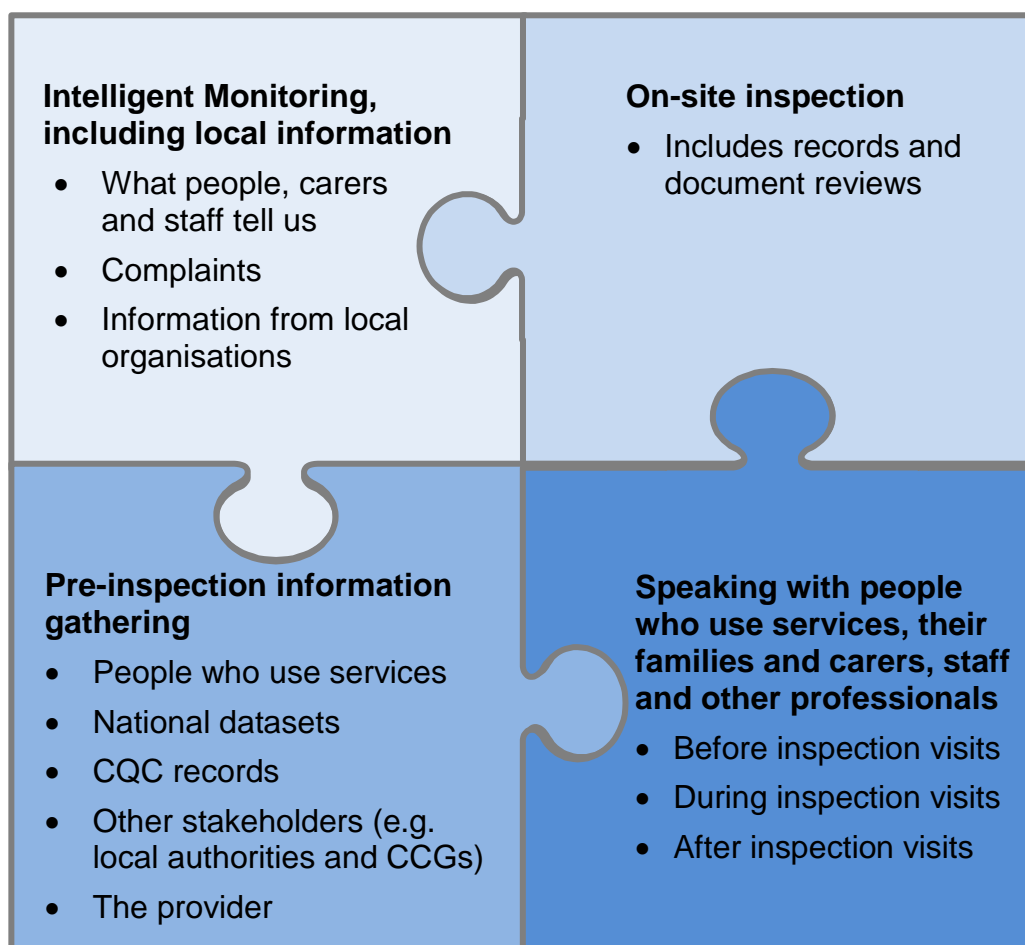 Intelligent Monitoring,
including local information
• What people, carers
and staff tell us
• Complaints
• Information from local
organisations
On-site inspection
• Includes records and
document reviews
Pre-inspection information
gathering
• People who use services
• National datasets
• CQC records
• Other stakeholders (e.g.
local authorities and CCGs)
• The provider
Speaking with people
who use services, their
families and carers, staff
and other professionals
• Before inspection visits
• During inspection visits
• After inspection visits